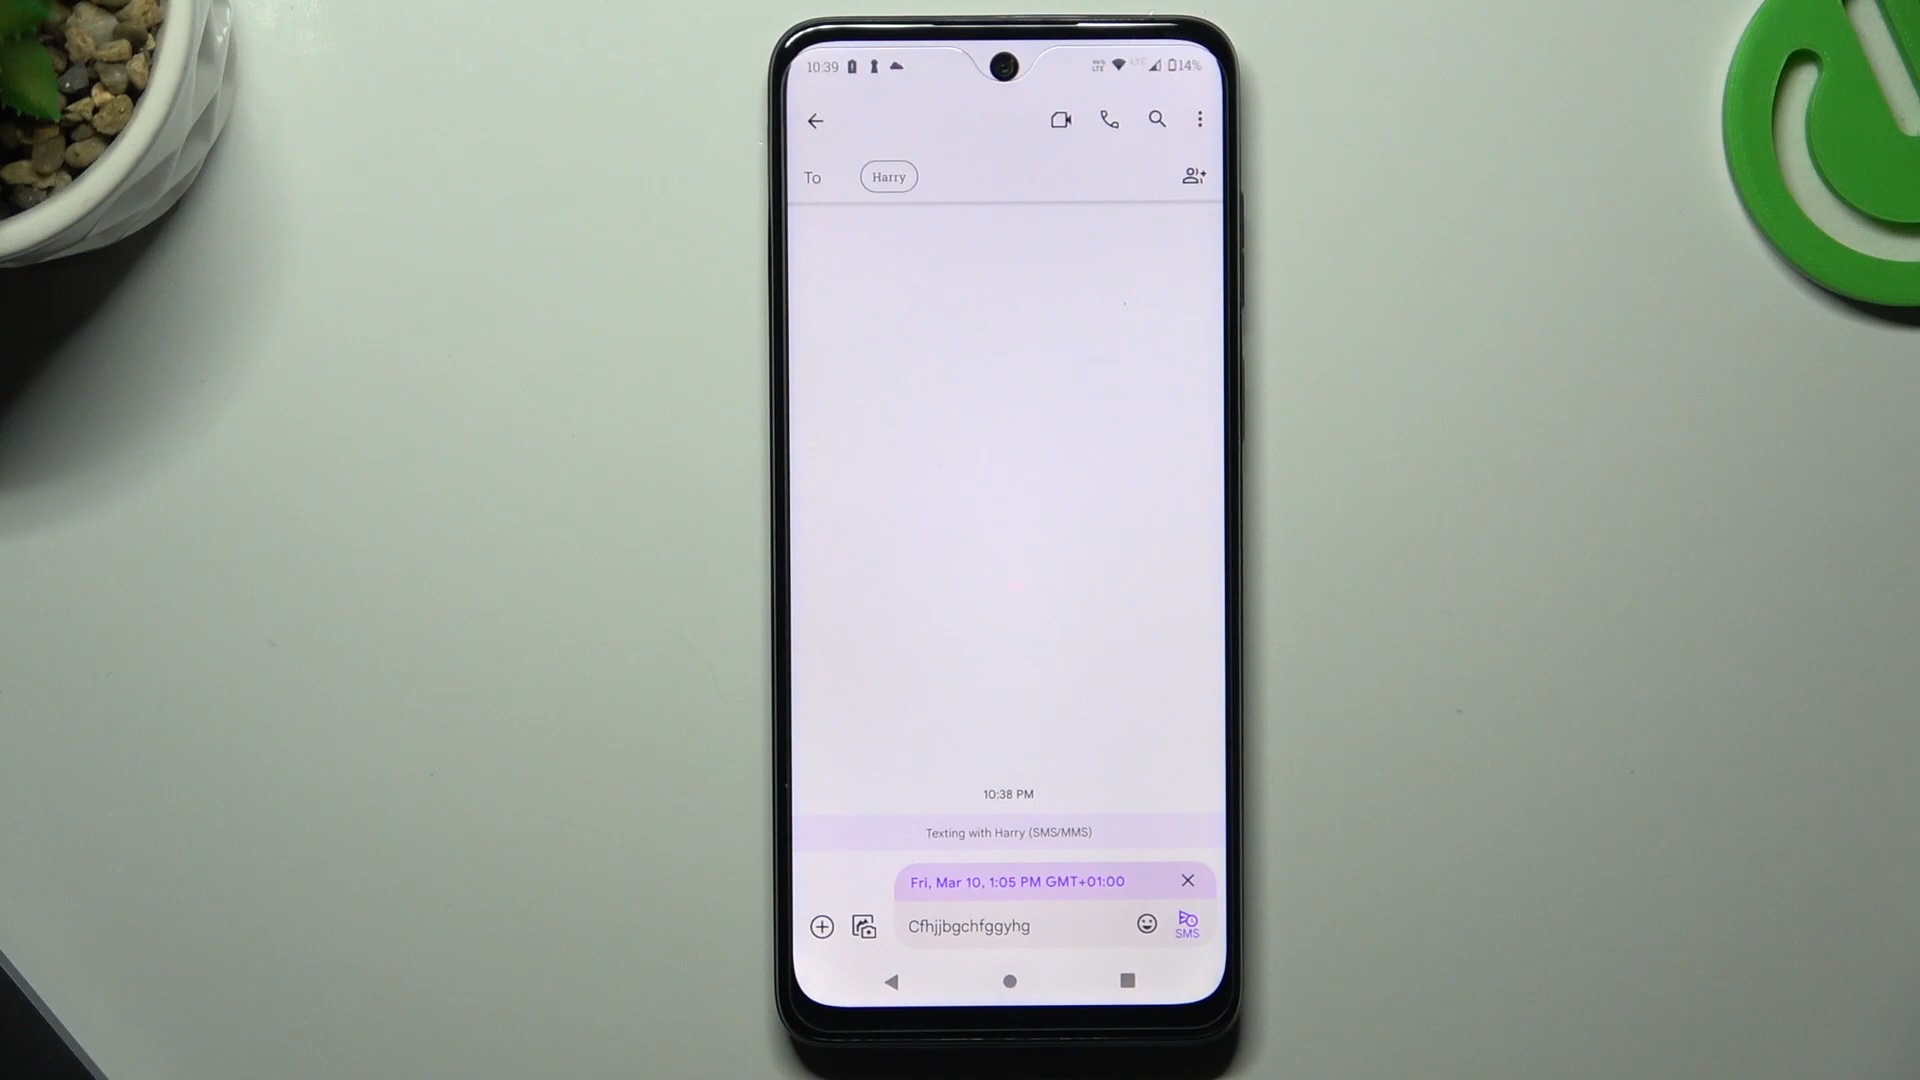 10:39 14%
To Harry
10:38 PM
Texting with Harry (SMS/MMS)
Fri, Mar 10, 1:05 PM GMT+01:00
Cfhjjbgchfggyhg
SMS